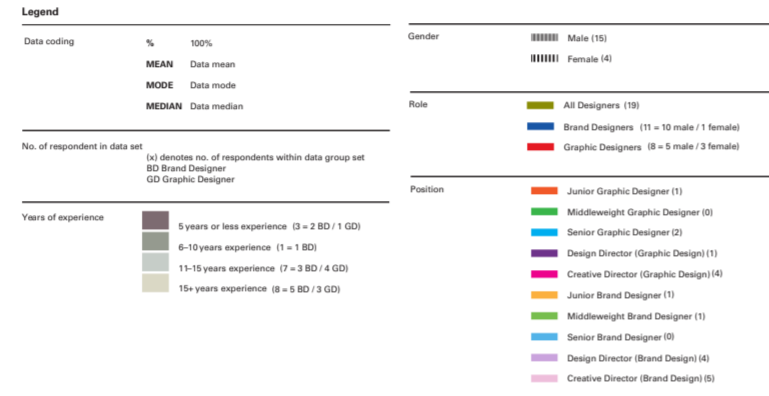 Legend
Data coding
% 100%
MEAN Data mean
MODE Data mode
MEDIAN Data median
No. of respondent in data set
(x) denotes no. of respondents within data group set
BD Brand Designer
GD Graphic Designer
Years of experience
5 years or less experience (3 = 2 BD / 1 GD)
6–10 years experience (1 = 1 BD)
11–15 years experience (7 = 3 BD / 4 GD)
15+ years experience (8 = 5 BD / 3 GD)
Gender
Male (15)
Female (4)
Role
All Designers (19)
Brand Designers (11 = 10 male / 1 female)
Graphic Designers (8 = 5 male / 3 female)
Position
Junior Graphic Designer (1)
Middleweight Graphic Designer (0)
Senior Graphic Designer (2)
Design Director (Graphic Design) (1)
Creative Director (Graphic Design) (4)
Junior Brand Designer (1)
Middleweight Brand Designer (1)
Senior Brand Designer (0)
Design Director (Brand Design) (4)
Creative Director (Brand Design) (5)